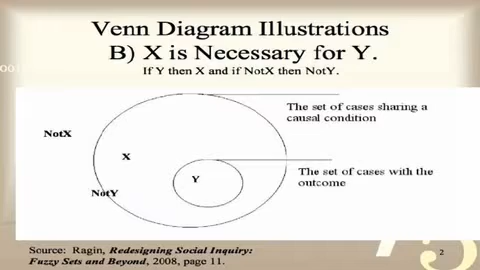 Venn Diagram Illustrations
B) X is Necessary for Y.
If Y then X and if NotX then NotY.
The set of cases sharing a
causal condition
NotX
X
The set of cases with the
outcome
Y
NotY
Source: Ragin, Redesigning Social Inquiry:
Fuzzy Sets and Beyond, 2008, page 11.
2